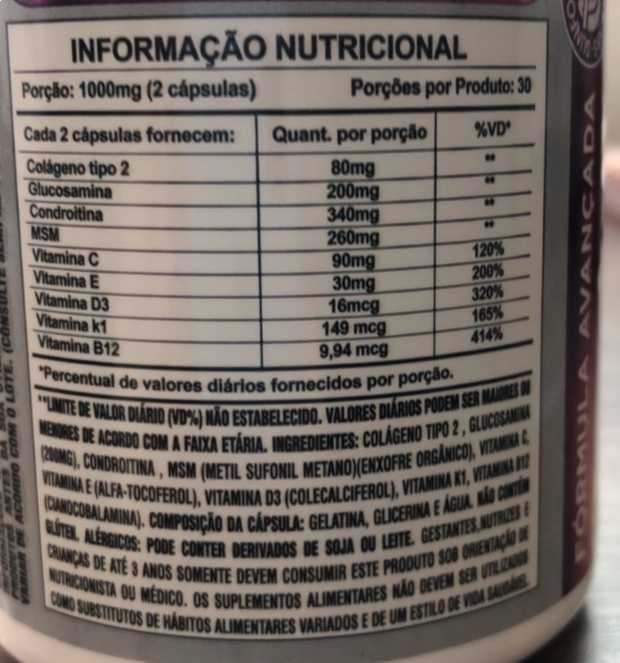 INFORMAÇÃO NUTRICIONAL
Porção: 1000mg (2 cápsulas) Porções por Produto: 30
Cada 2 cápsulas fornecem: Quant. por porção %VD*
Colágeno tipo 2 80mg **
Glucosamina 200mg **
Condroitina 340mg **
MSM 260mg **
Vitamina C 90mg 120%
Vitamina E 30mg 200%
Vitamina D3 16mcg 320%
Vitamina k1 149 mcg 165%
Vitamina B12 9,94 mcg 414%
*Percentual de valores diários fornecidos por porção.
**LIMITE DE VALOR DIÁRIO (VD%) NÃO ESTABELECIDO. VALORES DIÁRIOS PODEM SER MAIORES OU
MENORES DE ACORDO COM A FAIXA ETÁRIA. INGREDIENTES: COLÁGENO TIPO 2 , GLUCOSAMINA
(200MG), CONDROITINA , MSM (METIL SUFONIL METANO)(ENXOFRE ORGÂNICO), VITAMINA C,
VITAMINA E (ALFA-TOCOFEROL), VITAMINA D3 (COLECALCIFEROL), VITAMINA K1, VITAMINA B12
(CIANOCOBALAMINA). COMPOSIÇÃO DA CÁPSULA: GELATINA, GLICERINA E ÁGUA. NÃO CONTÉM
GLÚTEN. ALÉRGICOS: PODE CONTER DERIVADOS DE SOJA OU LEITE. GESTANTES,NUTRIZES E
CRIANÇAS DE ATÉ 3 ANOS SOMENTE DEVEM CONSUMIR ESTE PRODUTO SOB ORIENTAÇÃO DE
NUTRICIONISTA OU MÉDICO. OS SUPLEMENTOS ALIMENTARES NÃO DEVEM SER UTILIZADOS
COMO SUBSTITUTOS DE HÁBITOS ALIMENTARES VARIADOS E DE UM ESTILO DE VIDA SAUDÁVEL.
FÓRMULA AVANÇADA
VARIAR DE ACORDO COM O LOTE. (CONSULTE